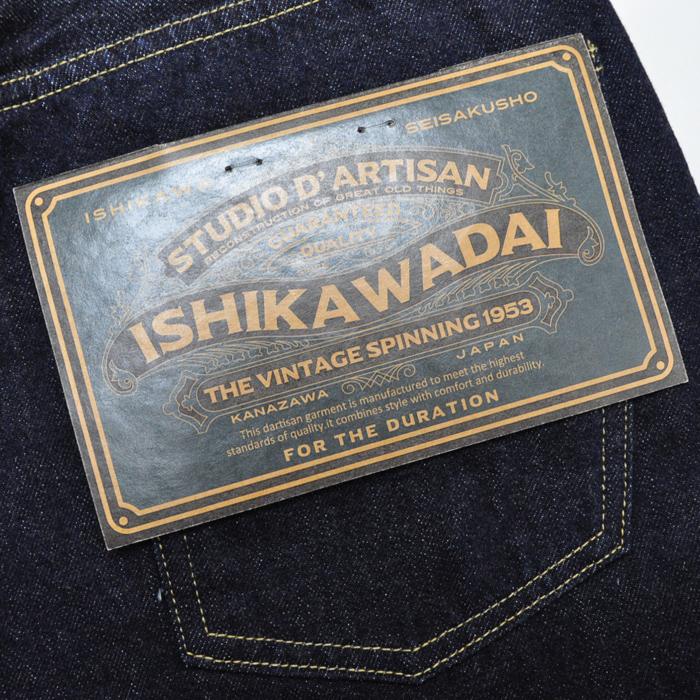 ISHIKAWA SEISAKUSHO
STUDIO D' ARTISAN
RECONSTRUCTION OF GREAT OLD THINGS
GUARANTEED
QUALITY
ISHIKAWADAI
THE VINTAGE SPINNING 1953
KANAZAWA JAPAN
This dartisan garment is manufactured to meet the highest
standards of quality.it combines style with comfort and durability.
FOR THE DURATION